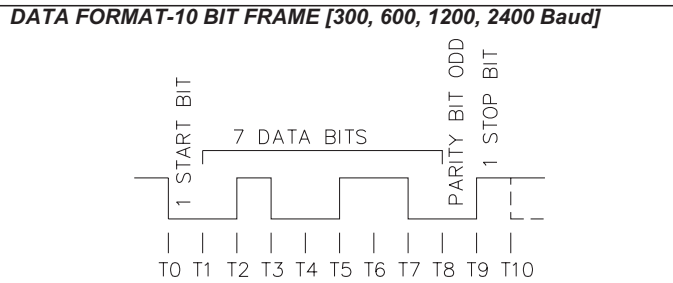 DATA FORMAT-10 BIT FRAME [300, 600, 1200, 2400 Baud]
1 START BIT
7 DATA BITS
PARITY BIT ODD
1 STOP BIT
T0 T1 T2 T3 T4 T5 T6 T7 T8 T9 T10